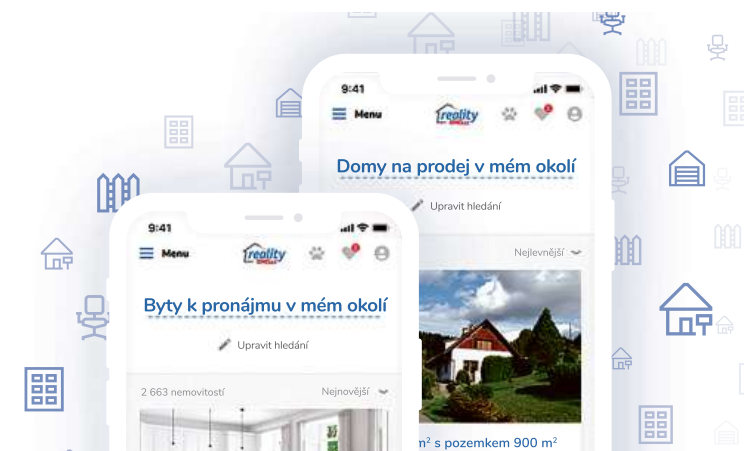 9:41
Menu
reality
Domy na prodej v mém okolí
Upravit hledání
Nejlevnější
m² s pozemkem 900 m²
9:41
Menu
reality
Byty k pronájmu v mém okolí
Upravit hledání
2 663 nemovitostí
Nejnovější